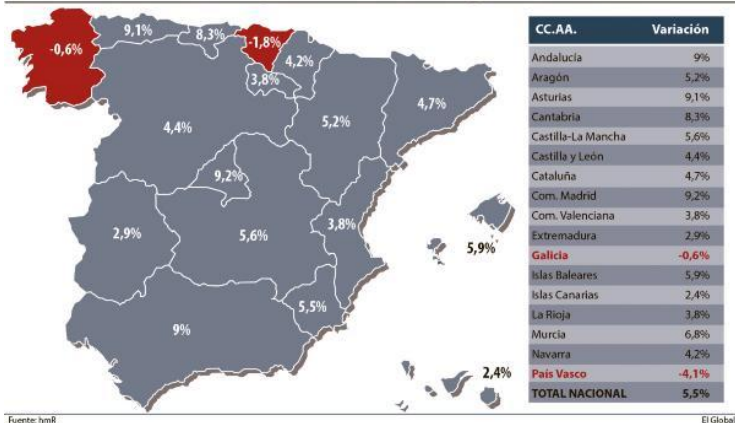 -0,6%
9,1%
8,3%
-1,8%
4,2%
3,8%
4,4%
5,2%
4,7%
9,2%
2,9%
5,6%
3,8%
5,9%
5,5%
9%
2,4%
CC.AA. Variación
Andalucía 9%
Aragón 5,2%
Asturias 9,1%
Cantabria 8,3%
Castilla-La Mancha 5,6%
Castilla y León 4,4%
Cataluña 4,7%
Com. Madrid 9,2%
Com. Valenciana 3,8%
Extremadura 2,9%
Galicia -0,6%
Islas Baleares 5,9%
Islas Canarias 2,4%
La Rioja 3,8%
Murcia 6,8%
Navarra 4,2%
País Vasco -4,1%
TOTAL NACIONAL 5,5%
Fuente: hmR El Global